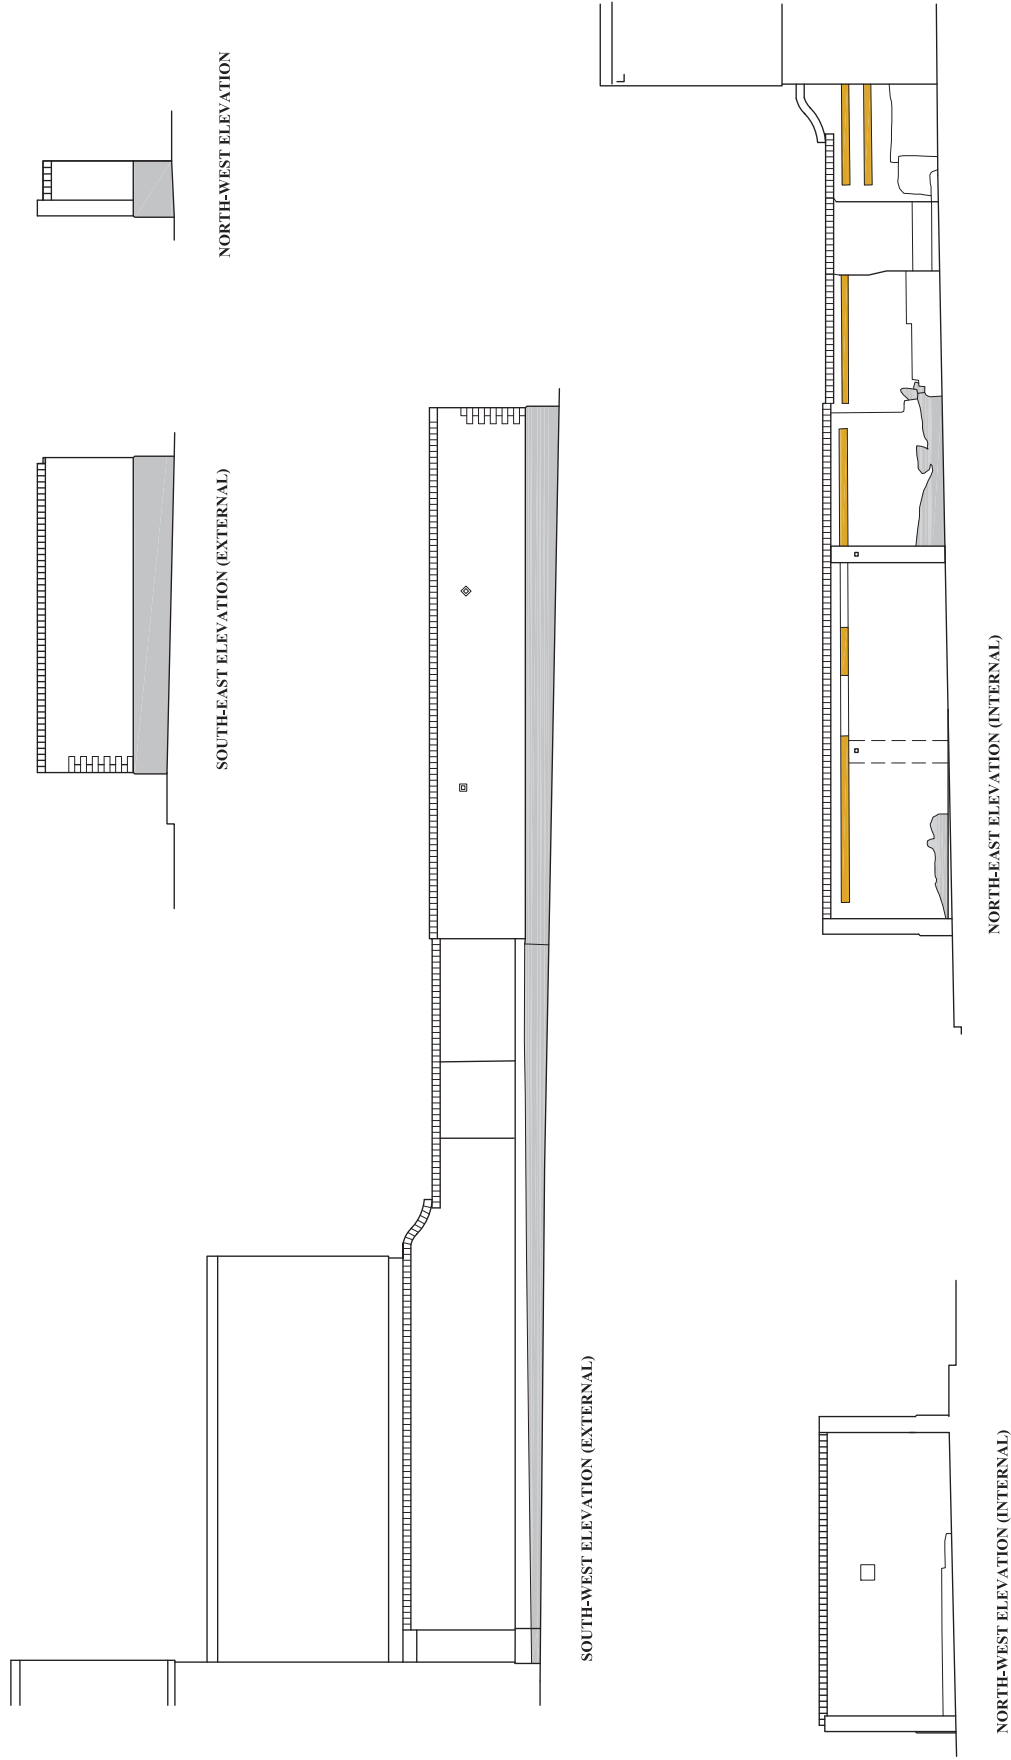 SOUTH-WEST ELEVATION (EXTERNAL)
SOUTH-EAST ELEVATION (EXTERNAL)
NORTH-WEST ELEVATION
NORTH-WEST ELEVATION (INTERNAL)
NORTH-EAST ELEVATION (INTERNAL)